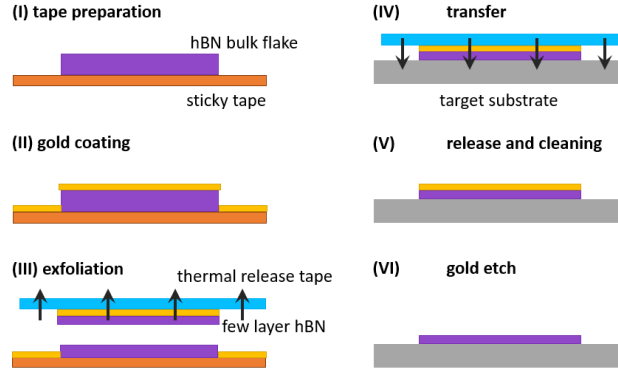 (I) tape preparation
hBN bulk flake
sticky tape
(II) gold coating
(III) exfoliation
thermal release tape
few layer hBN
(IV) transfer
target substrate
(V) release and cleaning
(VI) gold etch